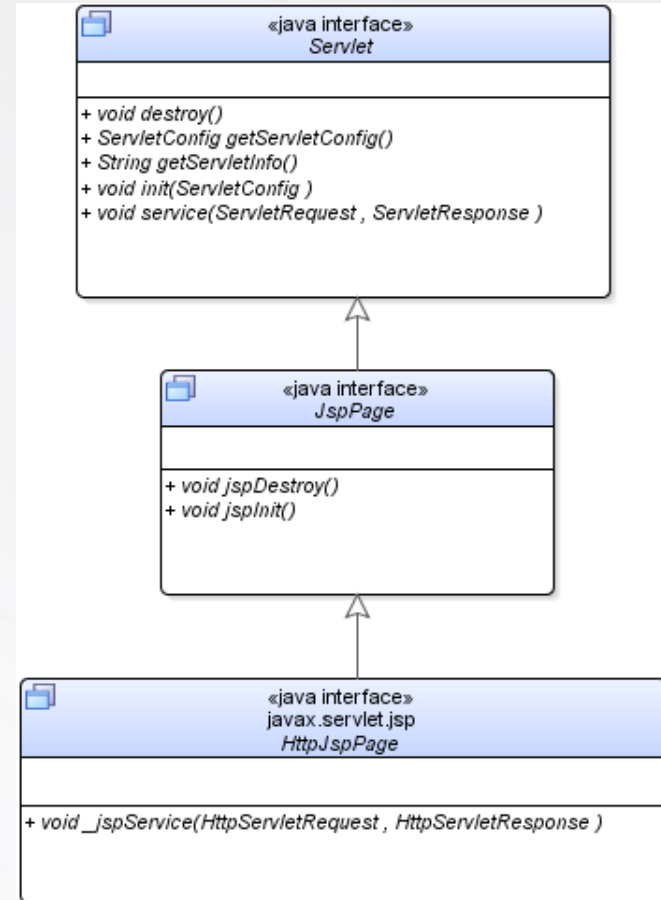 «java interface»
Servlet
+ void destroy()
+ ServletConfig getServletConfig()
+ String getServletInfo()
+ void init(ServletConfig )
+ void service(ServletRequest , ServletResponse )
«java interface»
JspPage
+ void jspDestroy()
+ void jspInit()
«java interface»
javax.servlet.jsp
HttpJspPage
+ void _jspService(HttpServletRequest , HttpServletResponse )